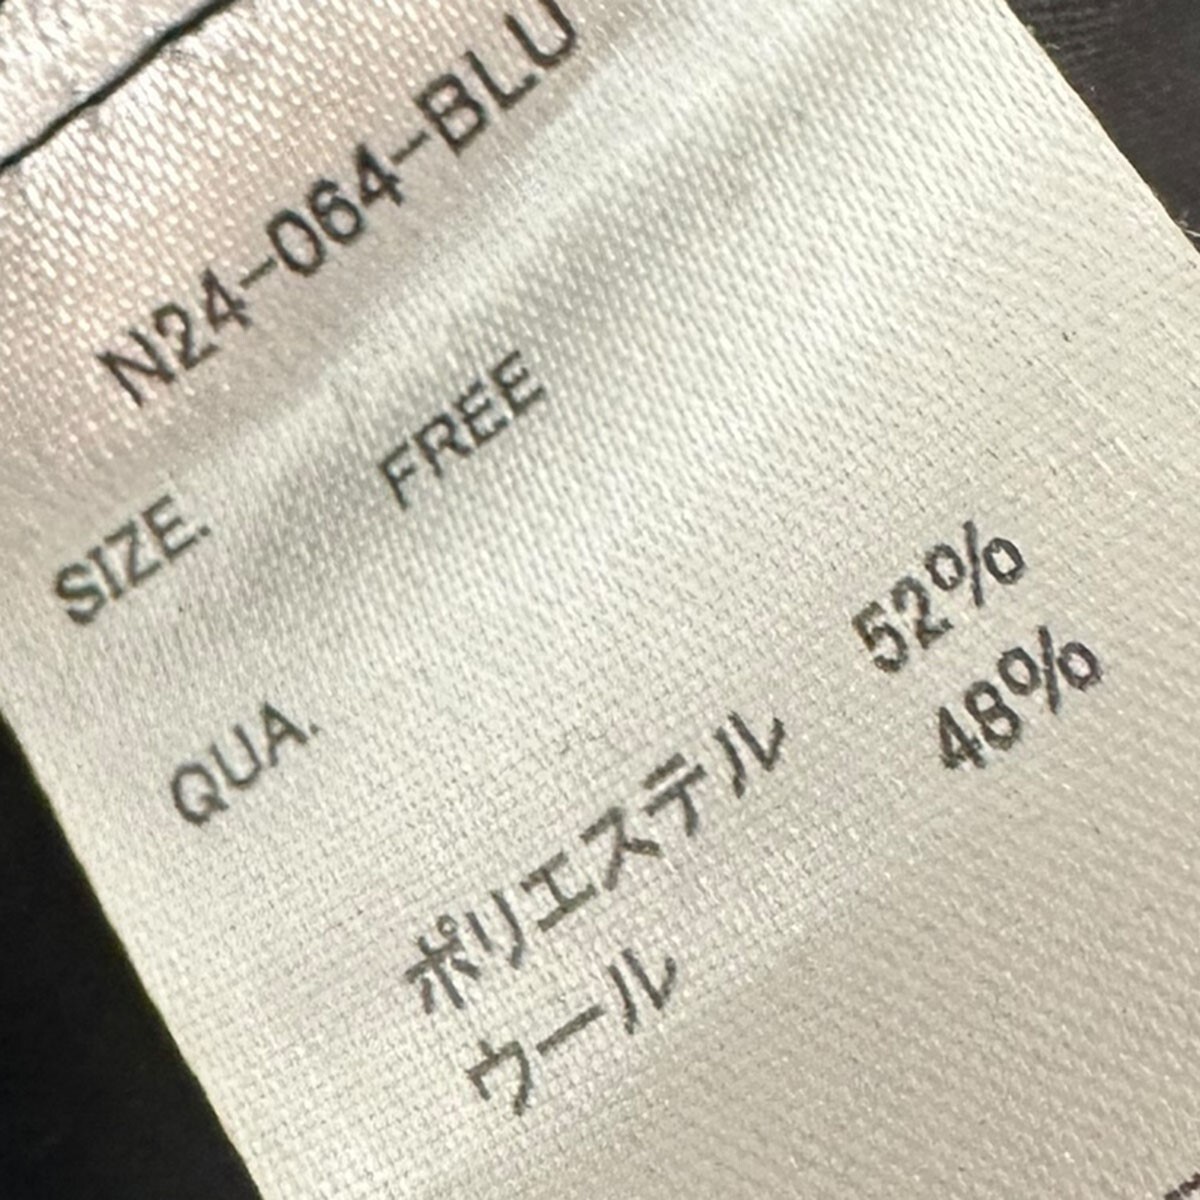 N24-064-BLU
SIZE. FREE
QUA.
ポリエステル 52%
ウール 48%